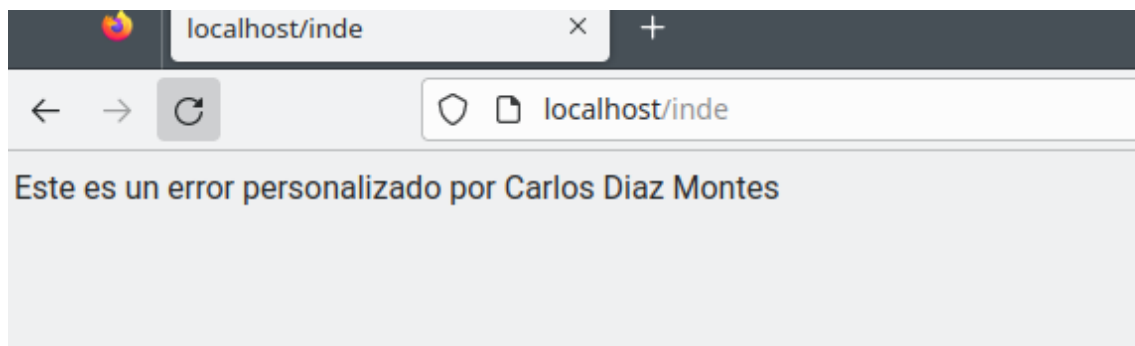 localhost/inde
localhost/inde
Este es un error personalizado por Carlos Diaz Montes